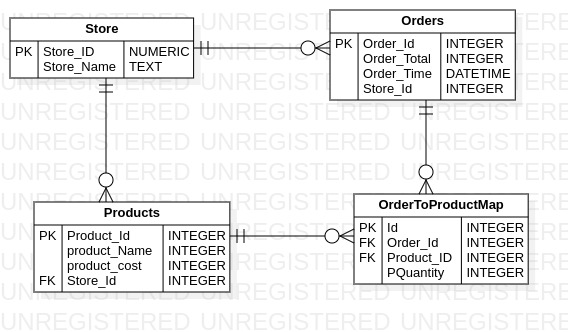 Store
PK Store_ID NUMERIC
Store_Name TEXT
Orders
PK Order_Id INTEGER
Order_Total INTEGER
Order_Time DATETIME
Store_Id INTEGER
Products
PK Product_Id INTEGER
product_Name INTEGER
product_cost INTEGER
FK Store_Id INTEGER
OrderToProductMap
PK Id INTEGER
FK Order_Id INTEGER
FK Product_ID INTEGER
PQuantity INTEGER
UNREGISTERED UNREGISTERED UNREGISTERED
UNREGISTERED UNREGISTERED UNREGISTERED
UNREGISTERED UNREGISTERED UNREGISTERED
UNREGISTERED UNREGISTERED UNREGISTERED
UNREGISTERED UNREGISTERED UNREGISTERED
UNREGISTERED UNREGISTERED UNREGISTERED
UNREGISTERED UNREGISTERED UNREGISTERED
UNREGISTERED UNREGISTERED UNREGISTERED
UNREGISTERED UNREGISTERED UNREGISTERED
UNREGISTERED UNREGISTERED UNREGISTERED
UNREGISTERED UNREGISTERED UNREGISTERED